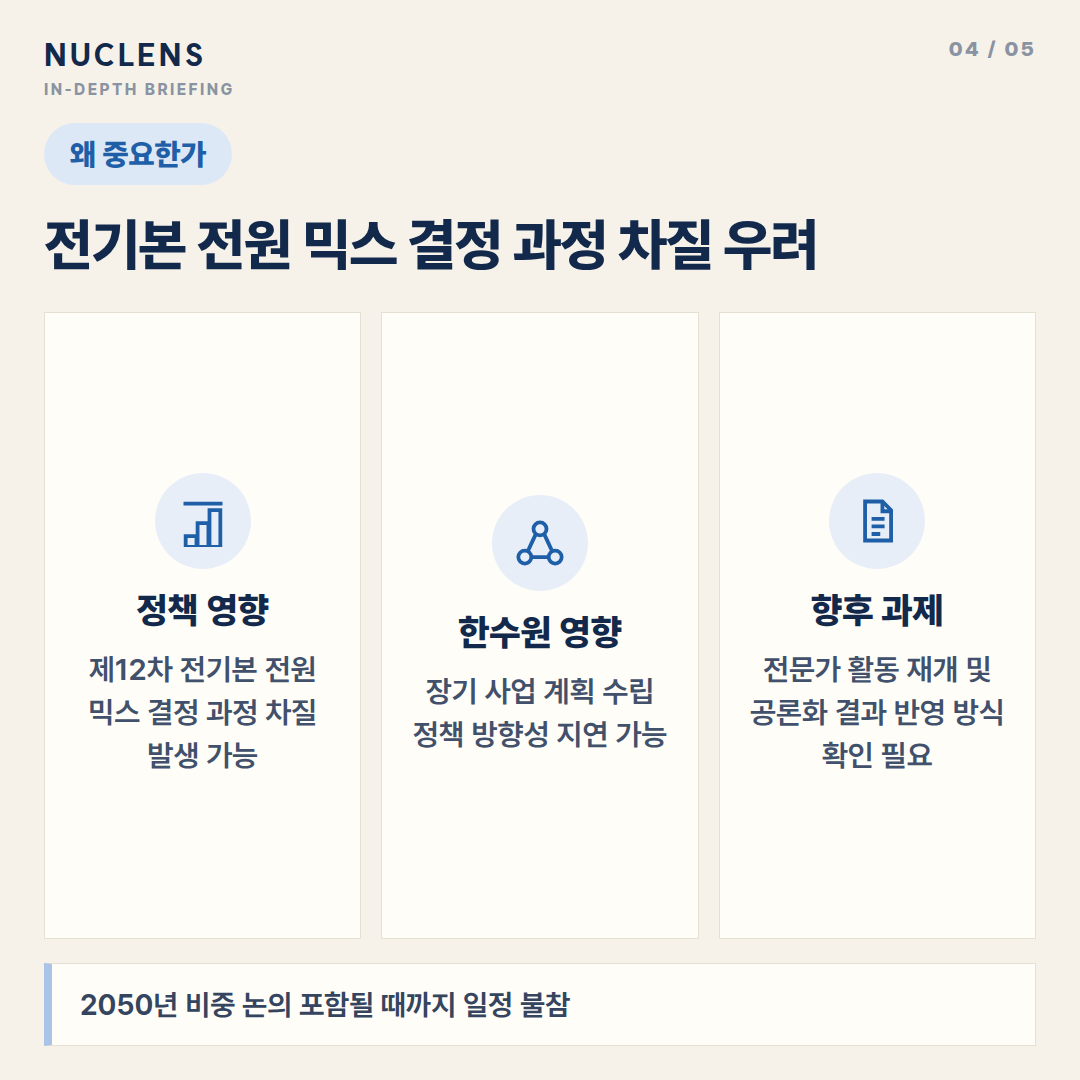 NUCLENS
04 / 05
IN-DEPTH BRIEFING
왜 중요한가
전기본 전원 믹스 결정 과정 차질 우려
정책 영향
제12차 전기본 전원
믹스 결정 과정 차질
발생 가능
한수원 영향
장기 사업 계획 수립
정책 방향성 지연 가능
향후 과제
전문가 활동 재개 및
공론화 결과 반영 방식
확인 필요
2050년 비중 논의 포함될 때까지 일정 불참